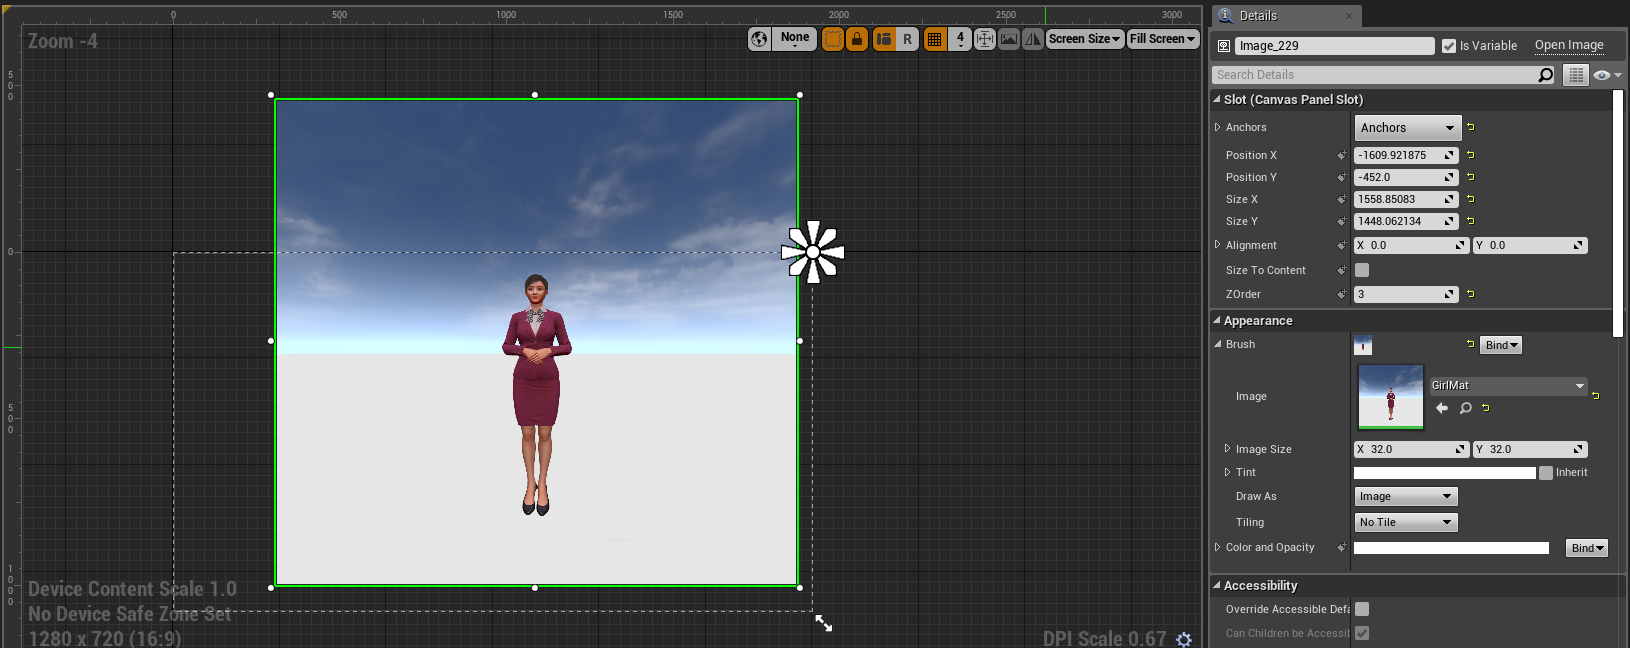 0 500 1000 1500 2000 2500 3000
Zoom -4
None
R
4
Screen Size
Fill Screen
500
0
500
1000
Device Content Scale 1.0
No Device Safe Zone Set
1280 x 720 (16:9)
DPI Scale 0.67
Details
Image_229
Is Variable
Open Image
Search Details
Slot (Canvas Panel Slot)
Anchors Anchors
Position X -1609.921875
Position Y -452.0
Size X 1558.85083
Size Y 1448.062134
Alignment X 0.0 Y 0.0
Size To Content
ZOrder 3
Appearance
Brush Bind
Image GirlMat
Image Size X 32.0 Y 32.0
Tint Inherit
Draw As Image
Tiling No Tile
Color and Opacity Bind
Accessibility
Override Accessible Defa
Can Children be Accessib